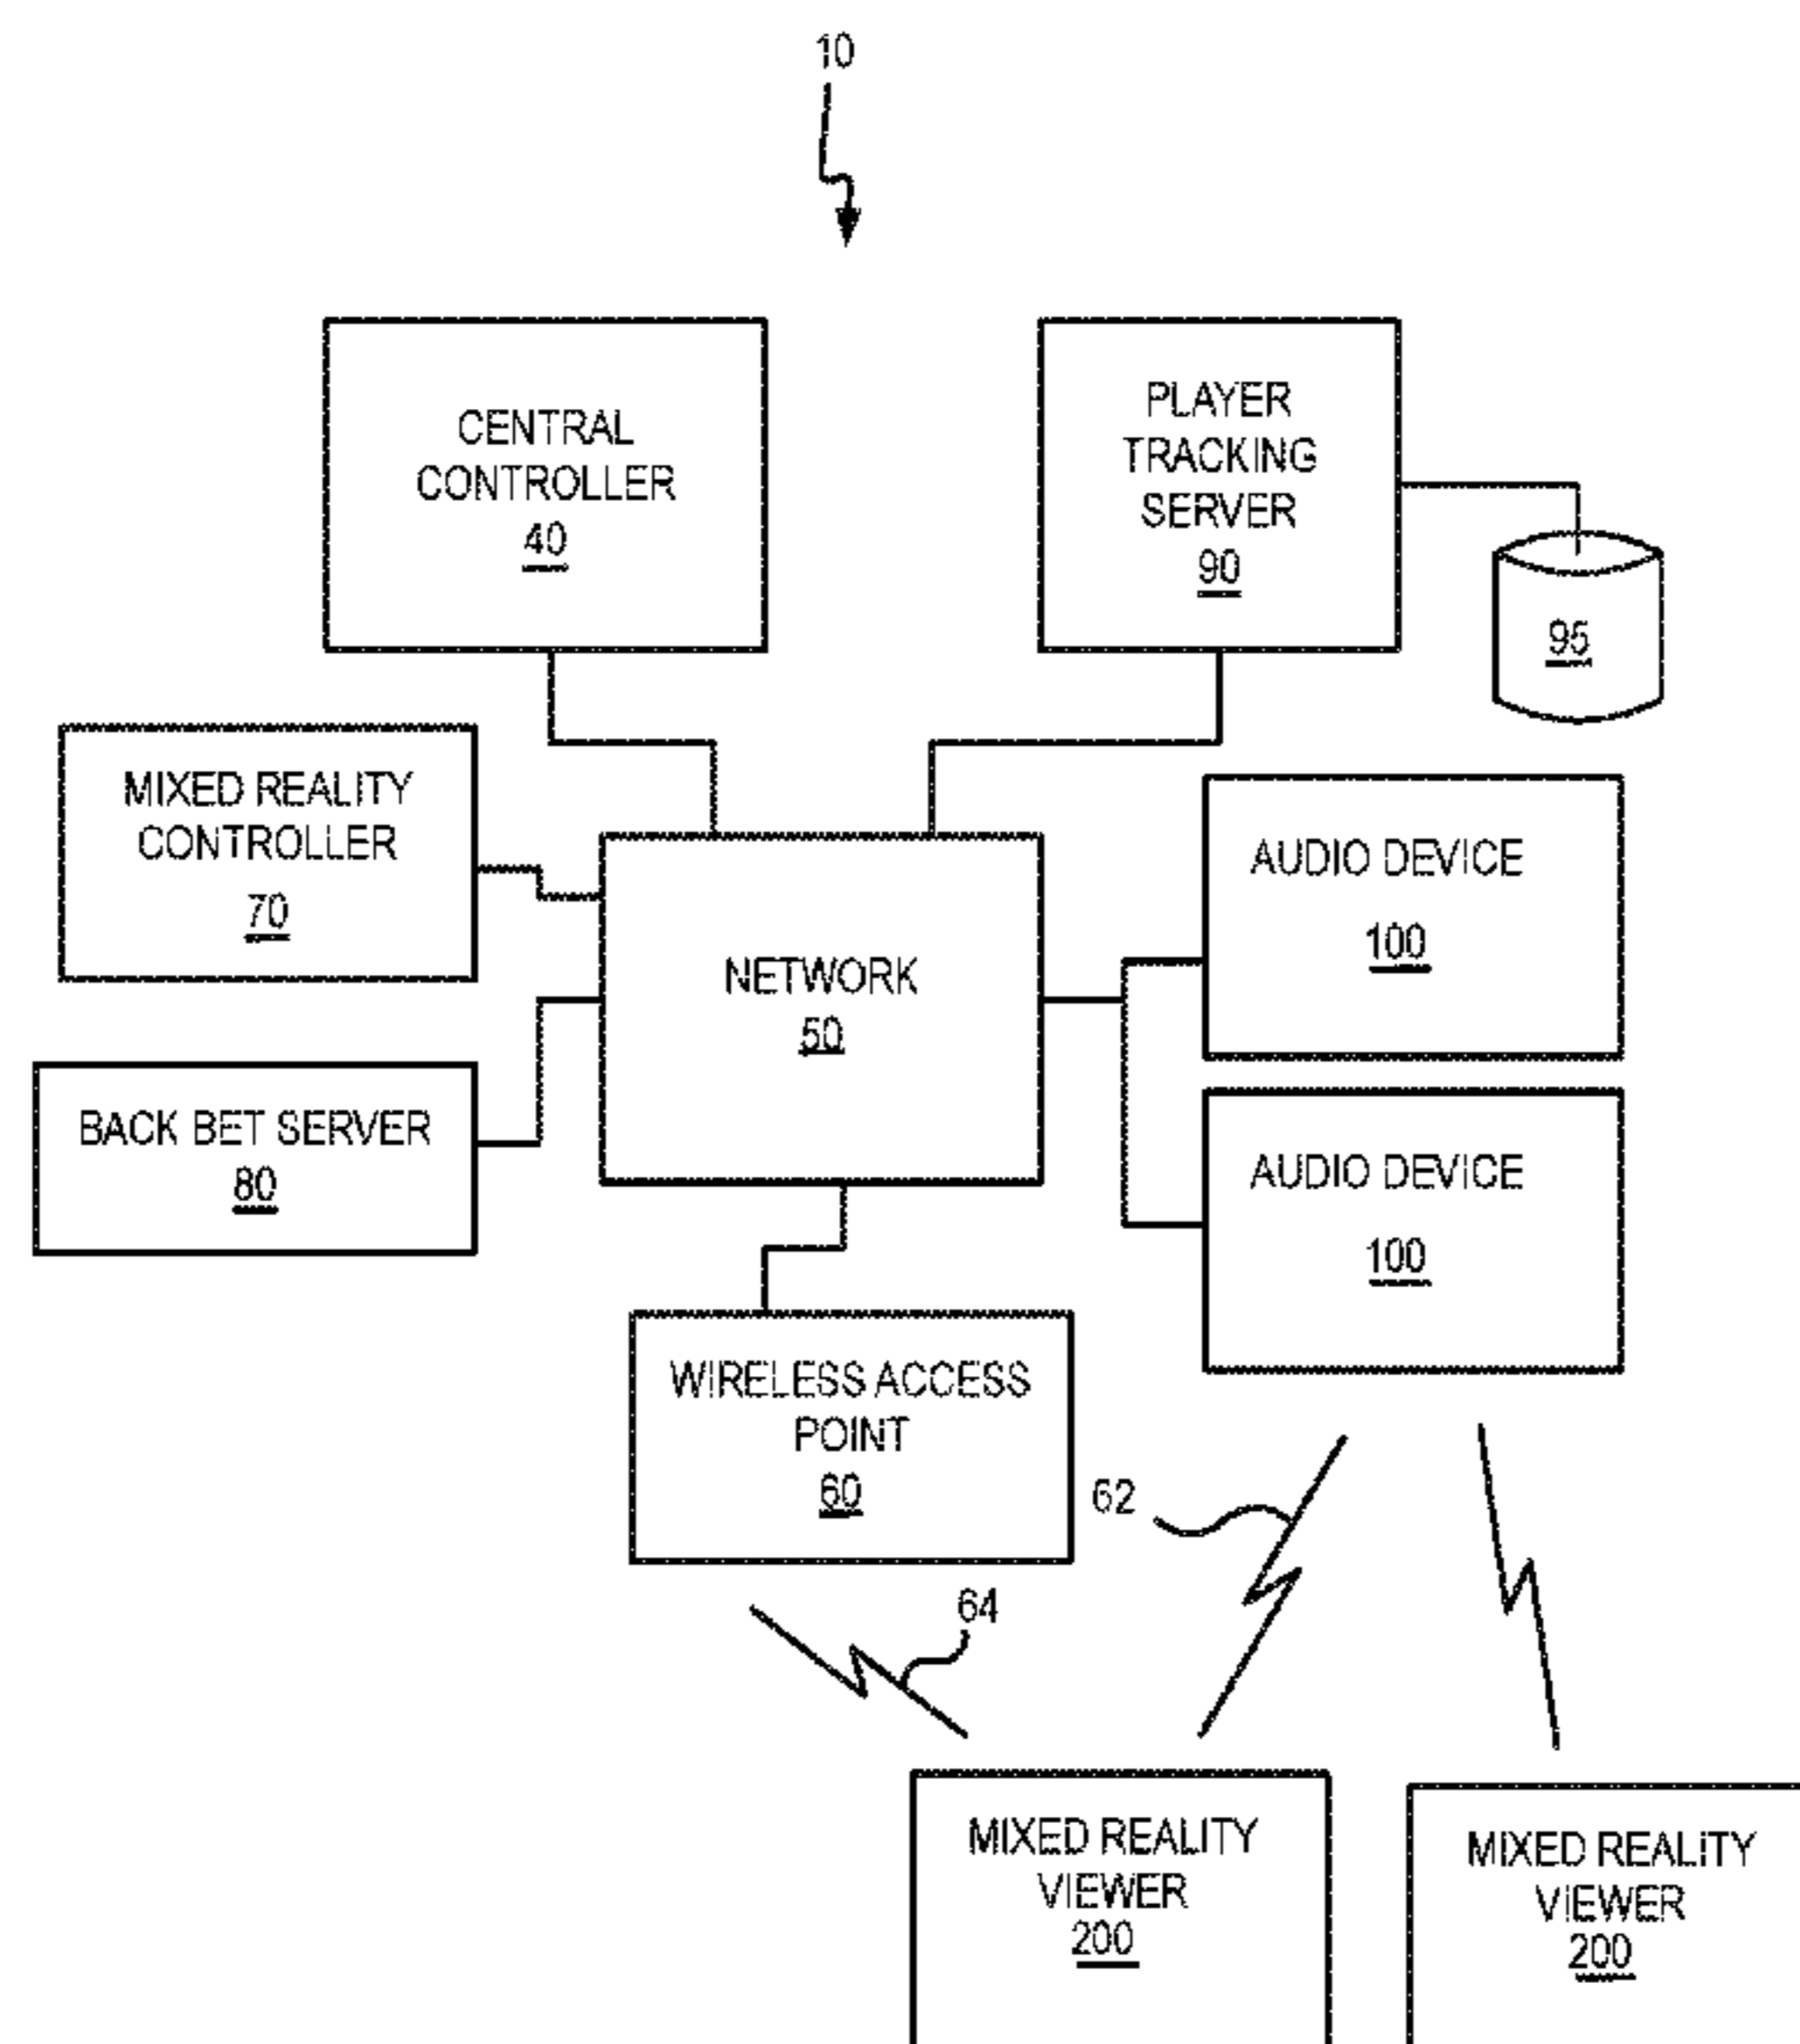 10
CENTRAL
CONTROLLER
40
PLAYER
TRACKING
SERVER
90
95
MIXED REALITY
CONTROLLER
70
AUDIO DEVICE
100
NETWORK
50
BACK BET SERVER
80
AUDIO DEVICE
100
WIRELESS ACCESS
POINT
60
62
64
MIXED REALITY
VIEWER
200
MIXED REALITY
VIEWER
200